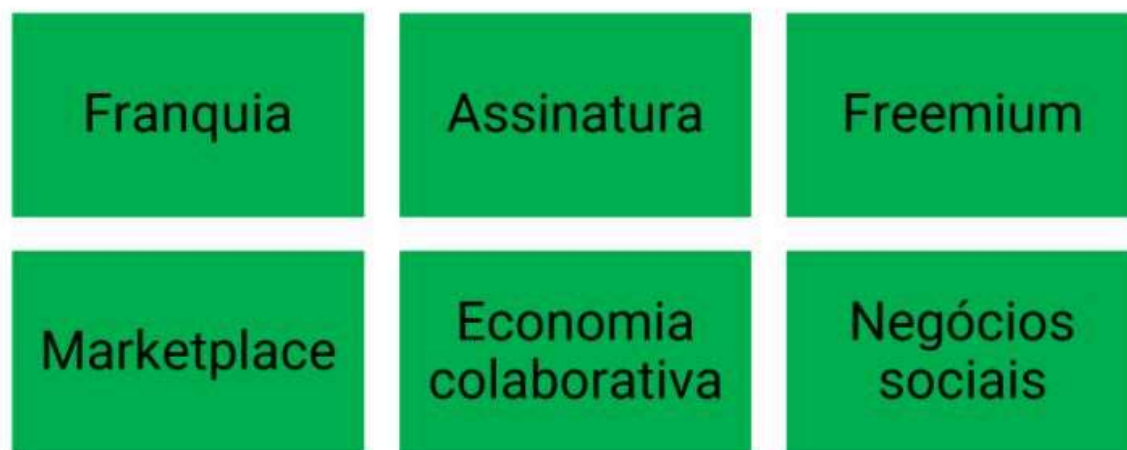 Franquia
Assinatura
Freemium
Marketplace
Economia
colaborativa
Negócios
sociais